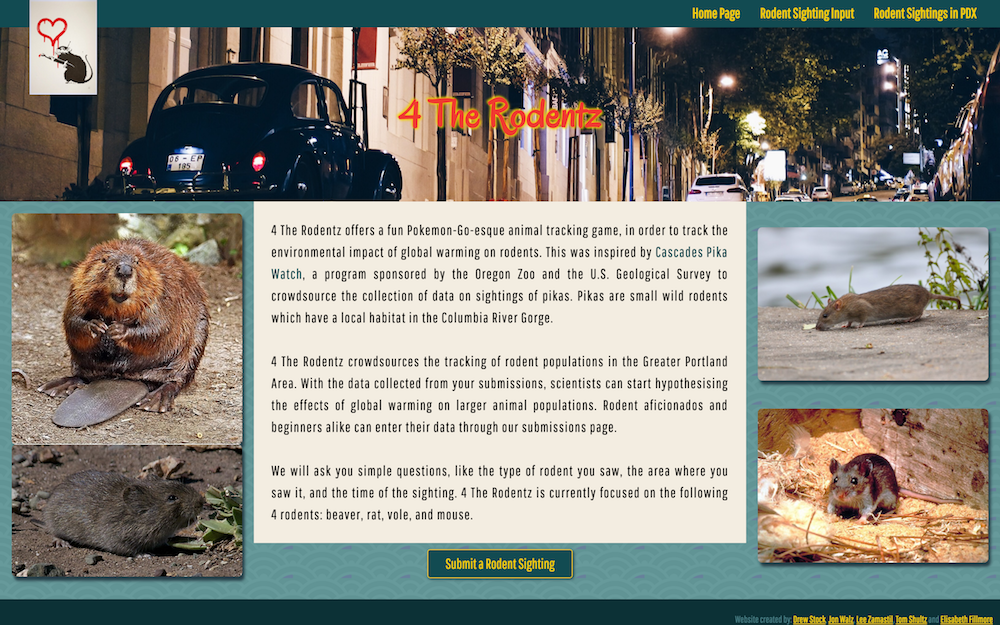 Home Page Rodent Sighting Input Rodent Sightings in PDX
4 The Rodentz
06-EP
185
4 The Rodentz offers a fun Pokemon-Go-esque animal tracking game, in order to track the
environmental impact of global warming on rodents. This was inspired by Cascades Pika
Watch, a program sponsored by the Oregon Zoo and the U.S. Geological Survey to
crowdsource the collection of data on sightings of pikas. Pikas are small wild rodents
which have a local habitat in the Columbia River Gorge.
4 The Rodentz crowdsources the tracking of rodent populations in the Greater Portland
Area. With the data collected from your submissions, scientists can start hypothesising
the effects of global warming on larger animal populations. Rodent aficionados and
beginners alike can enter their data through our submissions page.
We will ask you simple questions, like the type of rodent you saw, the area where you
saw it, and the time of the sighting. 4 The Rodentz is currently focused on the following
4 rodents: beaver, rat, vole, and mouse.
Submit a Rodent Sighting
Website created by: Drew Stock, Jon Walz, Lee Zamastil, Tom Shultz and Elisabeth Fillmore